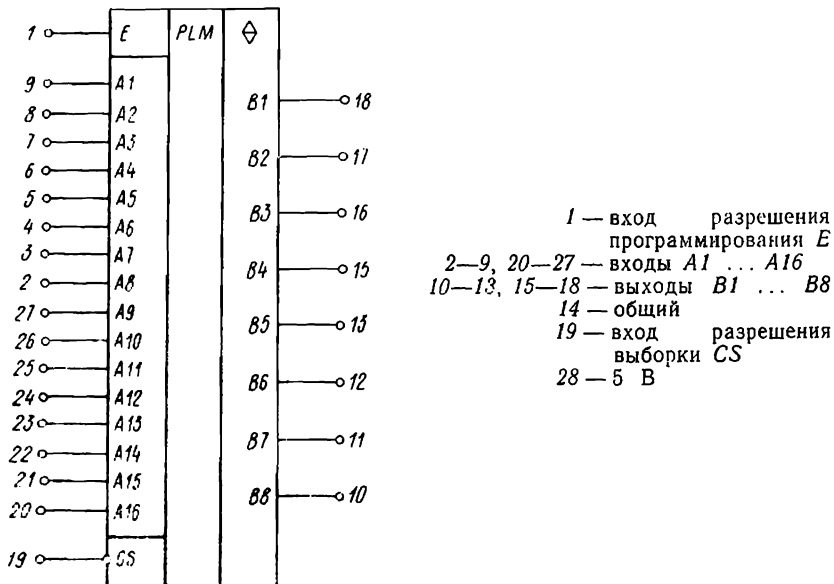 1 E PLM
9 A1
8 A2
7 A3
6 A4
5 A5
4 A6
3 A7
2 A8
27 A9
26 A10
25 A11
24 A12
23 A13
22 A14
21 A15
20 A16
19 CS
B1 18
B2 17
B3 16
B4 15
B5 13
B6 12
B7 11
B8 10
1 — вход разрешения
программирования E
2—9, 20—27 — входы A1 ... A16
10—13, 15—18 — выходы B1 ... B8
14 — общий
19 — вход разрешения
выборки CS
28 — 5 В